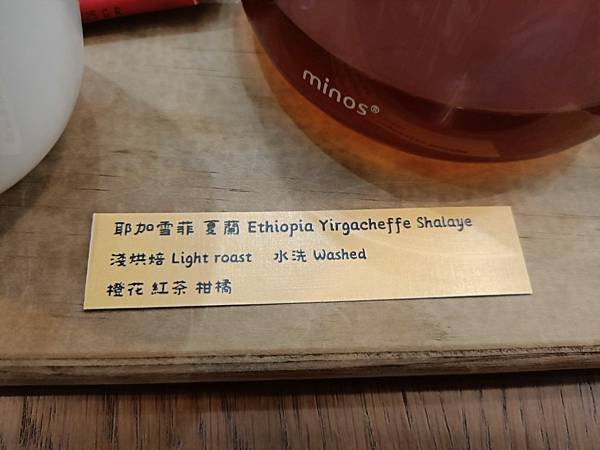 minos®
耶加雪菲 夏蘭 Ethiopia Yirgacheffe Shalaye
淺烘焙 Light roast 水洗 Washed
橙花 紅茶 柑橘